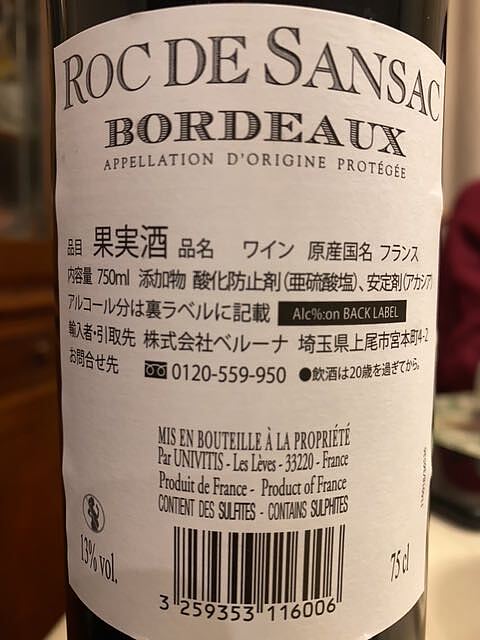 ROC DE SANSAC
BORDEAUX
APPELLATION D'ORIGINE PROTÉGÉE
品目 果実酒 品名 ワイン 原産国名 フランス
内容量 750ml 添加物 酸化防止剤(亜硫酸塩)、安定剤(アカシア)
アルコール分は裏ラベルに記載 Alc%:on BACK LABEL
輸入者・引取先 株式会社ベルーナ 埼玉県上尾市宮本町4-2
お問合せ先 0120-559-950 ●飲酒は20歳を過ぎてから。
MIS EN BOUTEILLE À LA PROPRIÉTÉ
Par UNIVITIS - Les Lèves - 33220 - France
Produit de France - Product of France
CONTIENT DES SULFITES - CONTAINS SULPHITES
13% vol.
75 cl
3 259353 116006